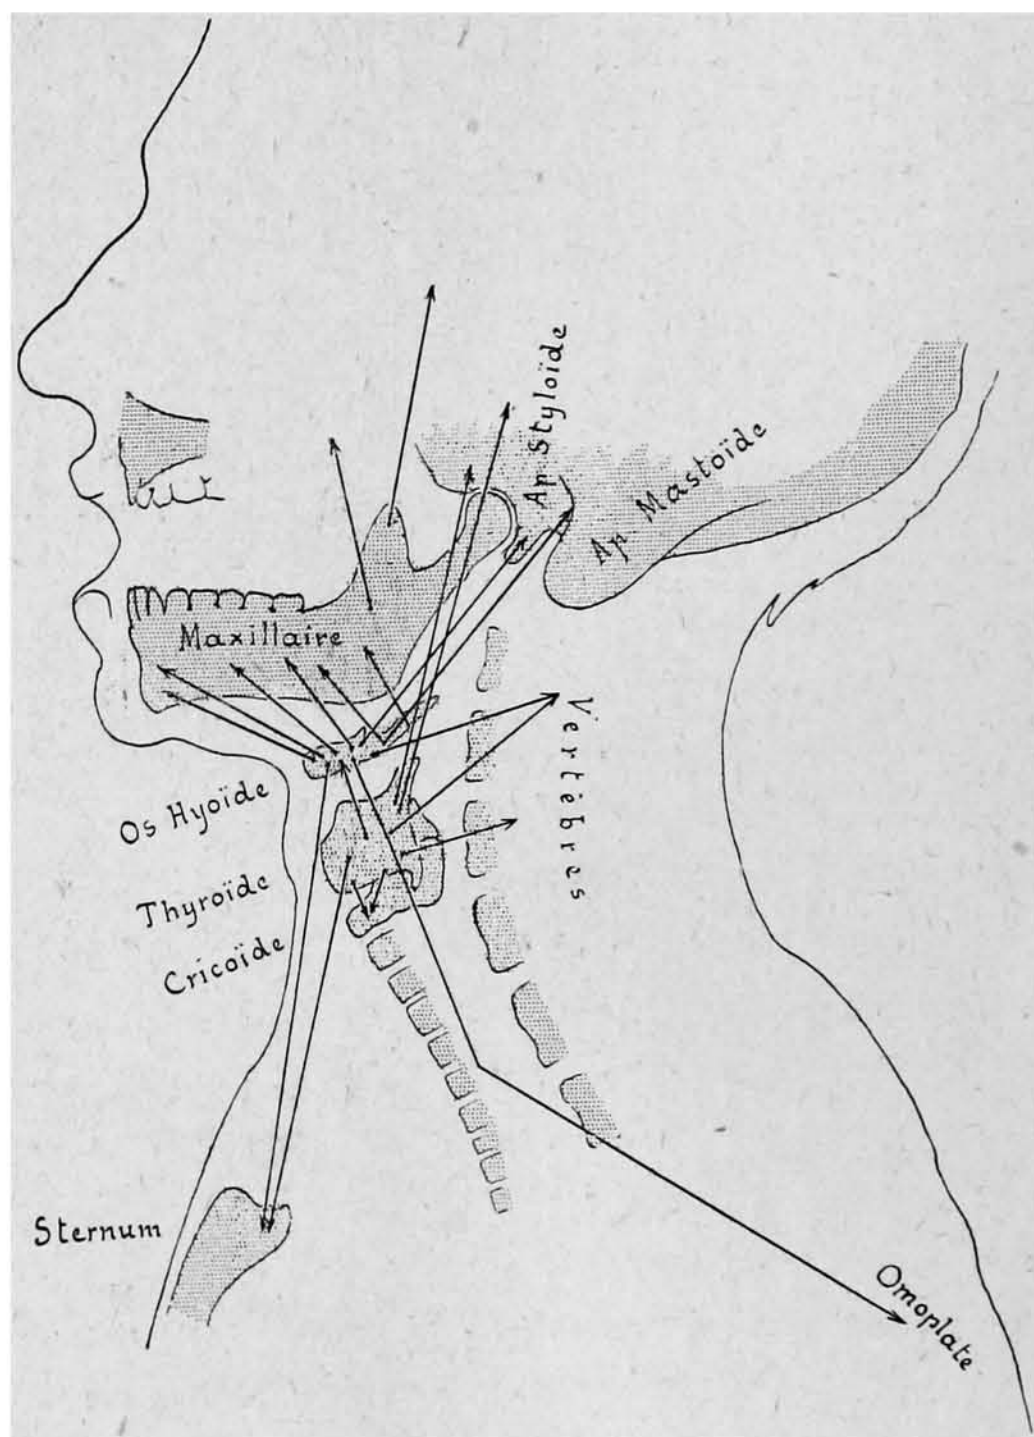 Ap. Styloïde
Ap. Mastoïde
Maxillaire
Vertèbres
Os Hyoïde
Thyroïde
Cricoïde
Sternum
Omoplate